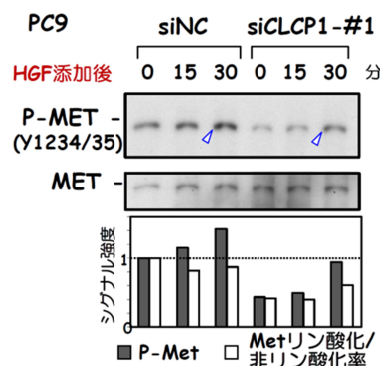 PC9 siNC siCLCP1-#1
HGF添加後 0 15 30 0 15 30 分
P-MET -
(Y1234/35)
MET -
シグナル強度
1
0
P-Met
Metリン酸化/
非リン酸化率